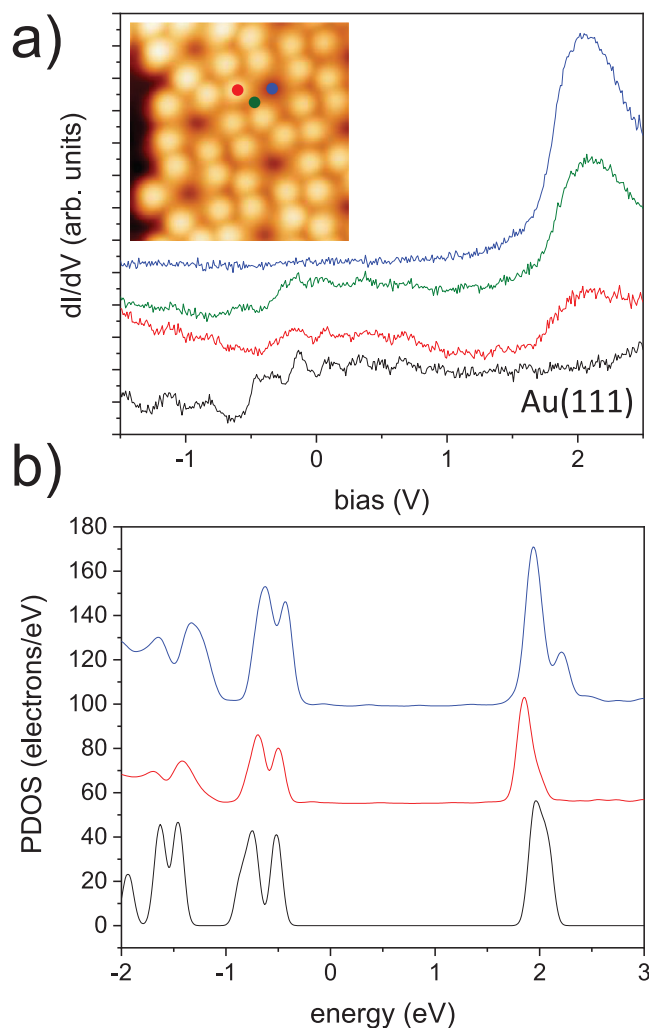 a)
dI/dV (arb. units)
Au(111)
-1 0 1 2
bias (V)
b)
180
160
140
120
100
80
60
40
20
0
PDOS (electrons/eV)
-2 -1 0 1 2 3
energy (eV)